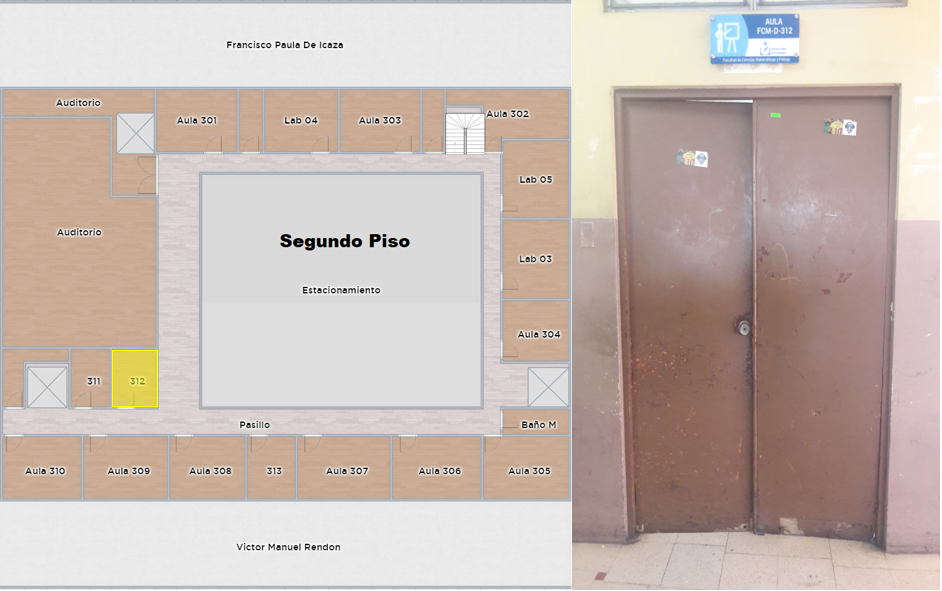 Francisco Paula De Icaza
Auditorio
Aula 301
Lab 04
Aula 303
Aula 302
Lab 05
Auditorio
Segundo Piso
Lab 03
Estacionamiento
Aula 304
311
312
Pasillo
Baño M
Aula 310
Aula 309
Aula 308
313
Aula 307
Aula 306
Aula 305
Victor Manuel Rendon
AULA
FCM-D-312
Facultad de Ciencias Matemáticas y Físicas